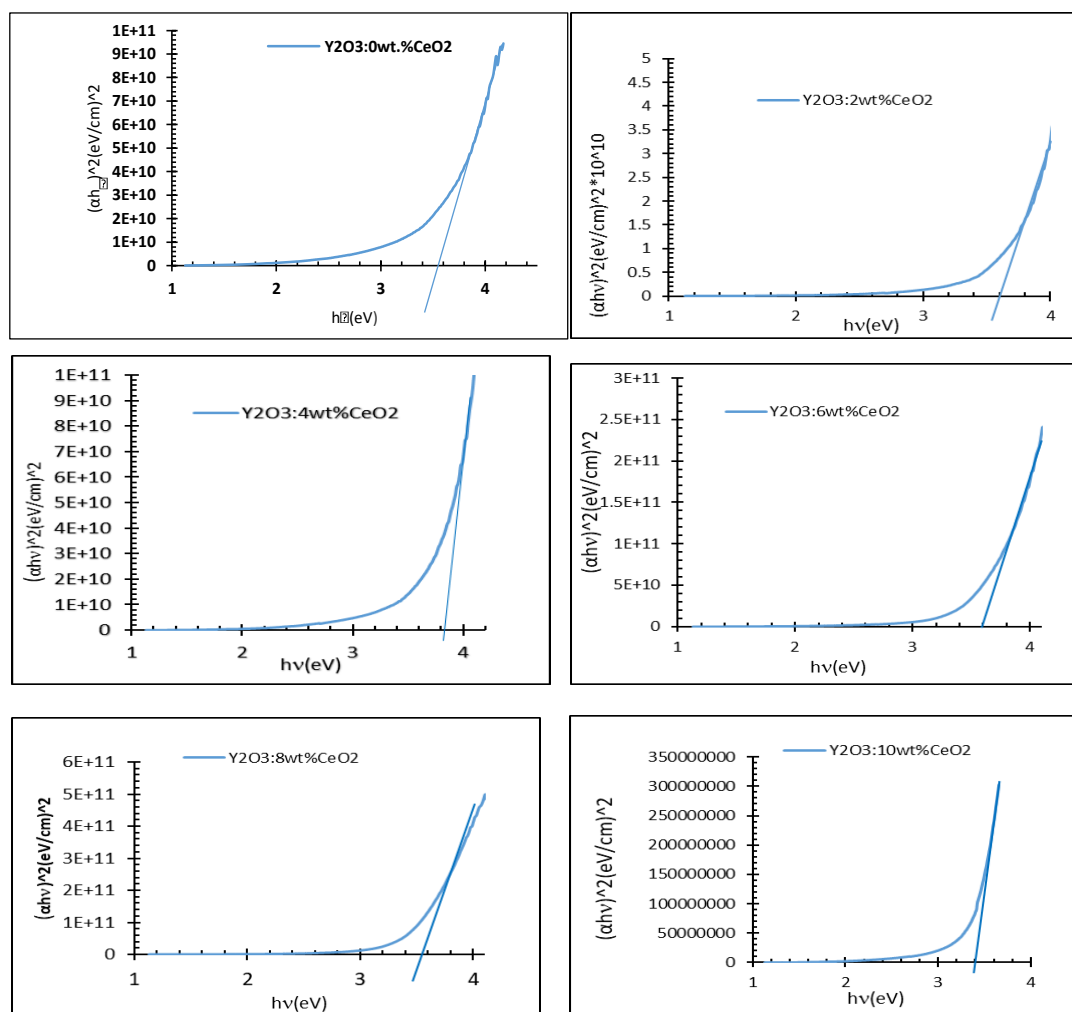 Y2O3:0wt.%CeO2
(αh⍰)^2(eV/cm)^2
1E+11
9E+10
8E+10
7E+10
6E+10
5E+10
4E+10
3E+10
2E+10
1E+10
0
1 2 3 4
h⍰(eV)
Y2O3:2wt%CeO2
(αhν)^2(eV/cm)^2*10^10
5
4.5
4
3.5
3
2.5
2
1.5
1
0.5
0
1 2 3 4
hν(eV)
Y2O3:4wt%CeO2
(αhν)^2(eV/cm)^2
1E+11
9E+10
8E+10
7E+10
6E+10
5E+10
4E+10
3E+10
2E+10
1E+10
0
1 2 3 4
hν(eV)
Y2O3:6wt%CeO2
(αhν)^2(eV/cm)^2
3E+11
2.5E+11
2E+11
1.5E+11
1E+11
5E+10
0
1 2 3 4
hν(eV)
Y2O3:8wt%CeO2
(αhν)^2(eV/cm)^2
6E+11
5E+11
4E+11
3E+11
2E+11
1E+11
0
1 2 3 4
hν(eV)
Y2O3:10wt%CeO2
(αhν)^2(eV/cm)^2
350000000
300000000
250000000
200000000
150000000
100000000
50000000
0
1 2 3 4
hν(eV)